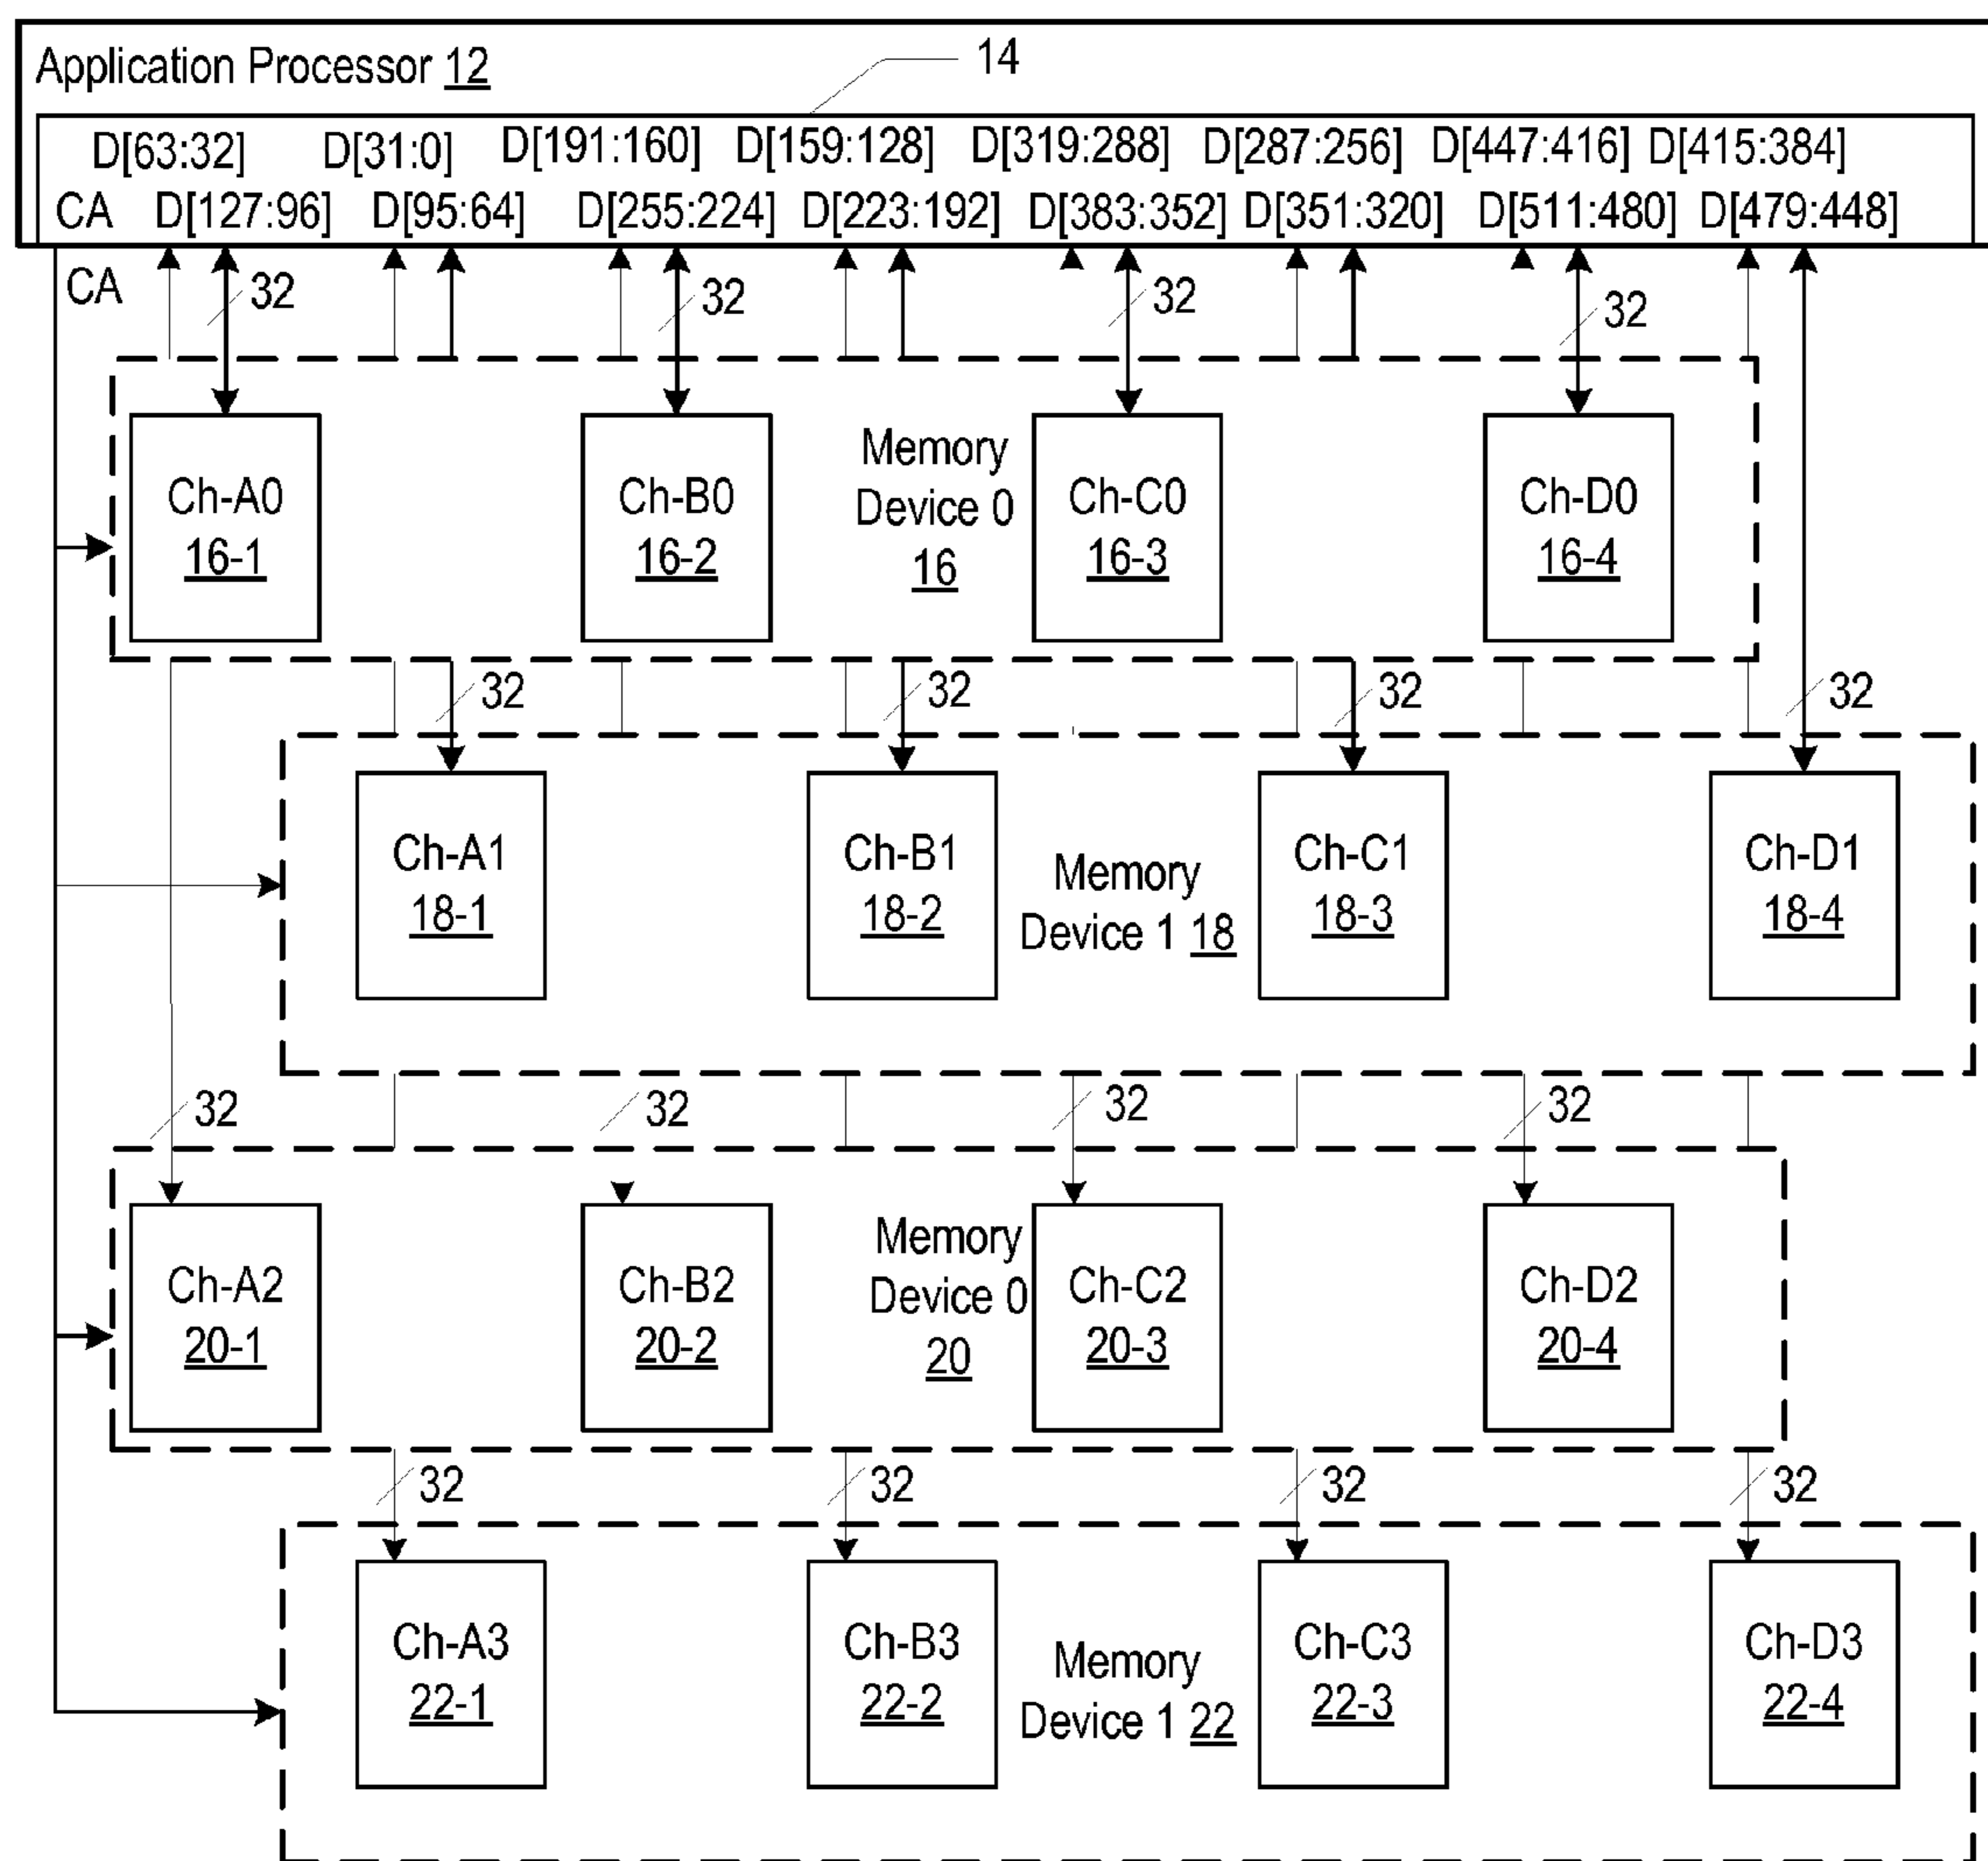 Application Processor 12
14
D[63:32] D[31:0] D[191:160] D[159:128] D[319:288] D[287:256] D[447:416] D[415:384]
CA D[127:96] D[95:64] D[255:224] D[223:192] D[383:352] D[351:320] D[511:480] D[479:448]
CA
32
32
32
32
Ch-A0
16-1
Ch-B0
16-2
Memory
Device 0
16
Ch-C0
16-3
Ch-D0
16-4
32
32
32
32
Ch-A1
18-1
Ch-B1
18-2
Memory
Device 1 18
Ch-C1
18-3
Ch-D1
18-4
32
32
32
32
Ch-A2
20-1
Ch-B2
20-2
Memory
Device 0
20
Ch-C2
20-3
Ch-D2
20-4
32
32
32
32
Ch-A3
22-1
Ch-B3
22-2
Memory
Device 1 22
Ch-C3
22-3
Ch-D3
22-4